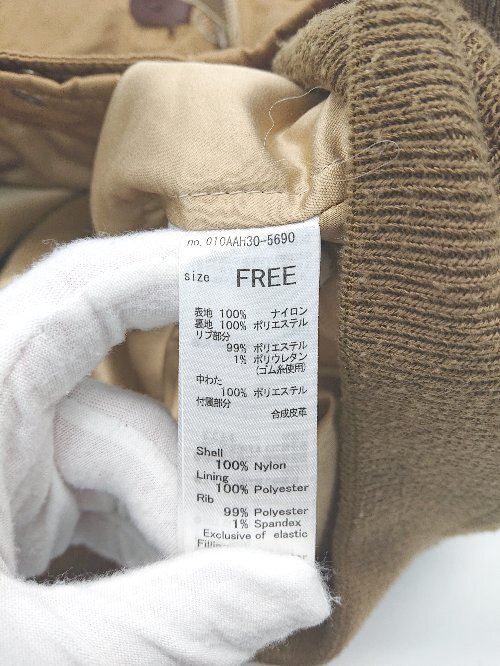 no. 010AAH30-5690
size FREE
表地 100% ナイロン
裏地 100% ポリエステル
リブ部分
99% ポリエステル
1% ポリウレタン
(ゴム糸使用)
中わた
100% ポリエステル
付属部分
合成皮革
Shell
100% Nylon
Lining
100% Polyester
Rib
99% Polyester
1% Spandex
Exclusive of elastic